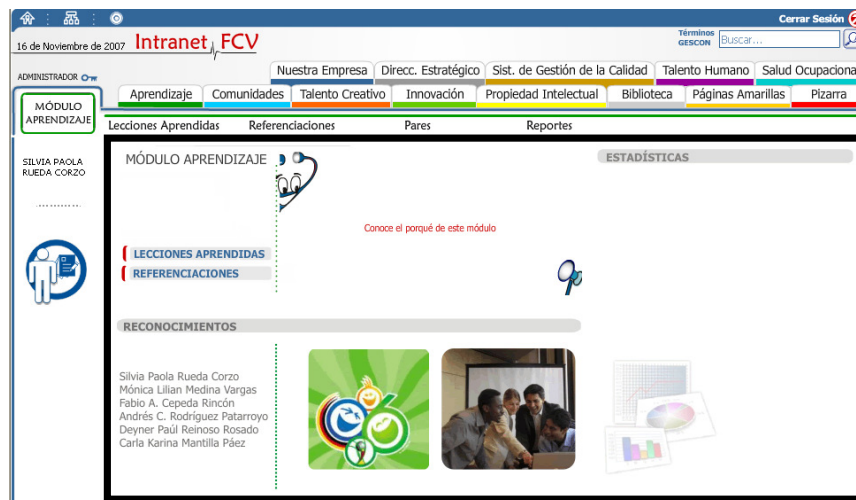 Cerrar Sesión
16 de Noviembre de 2007
Intranet FCV
Términos
GESCON
Buscar...
ADMINISTRADOR
Nuestra Empresa
Direcc. Estratégico
Sist. de Gestión de la Calidad
Talento Humano
Salud Ocupacional
Aprendizaje
Comunidades
Talento Creativo
Innovación
Propiedad Intelectual
Biblioteca
Páginas Amarillas
Pizarra
MÓDULO
APRENDIZAJE
Lecciones Aprendidas
Referenciaciones
Pares
Reportes
SILVIA PAOLA
RUEDA CORZO
MÓDULO APRENDIZAJE
ESTADÍSTICAS
Conoce el porqué de este módulo
LECCIONES APRENDIDAS
REFERENCIACIONES
RECONOCIMIENTOS
Silvia Paola Rueda Corzo
Mónica Lilian Medina Vargas
Fabio A. Cepeda Rincón
Andrés C. Rodríguez Patarroyo
Deyner Paúl Reinoso Rosado
Carla Karina Mantilla Páez